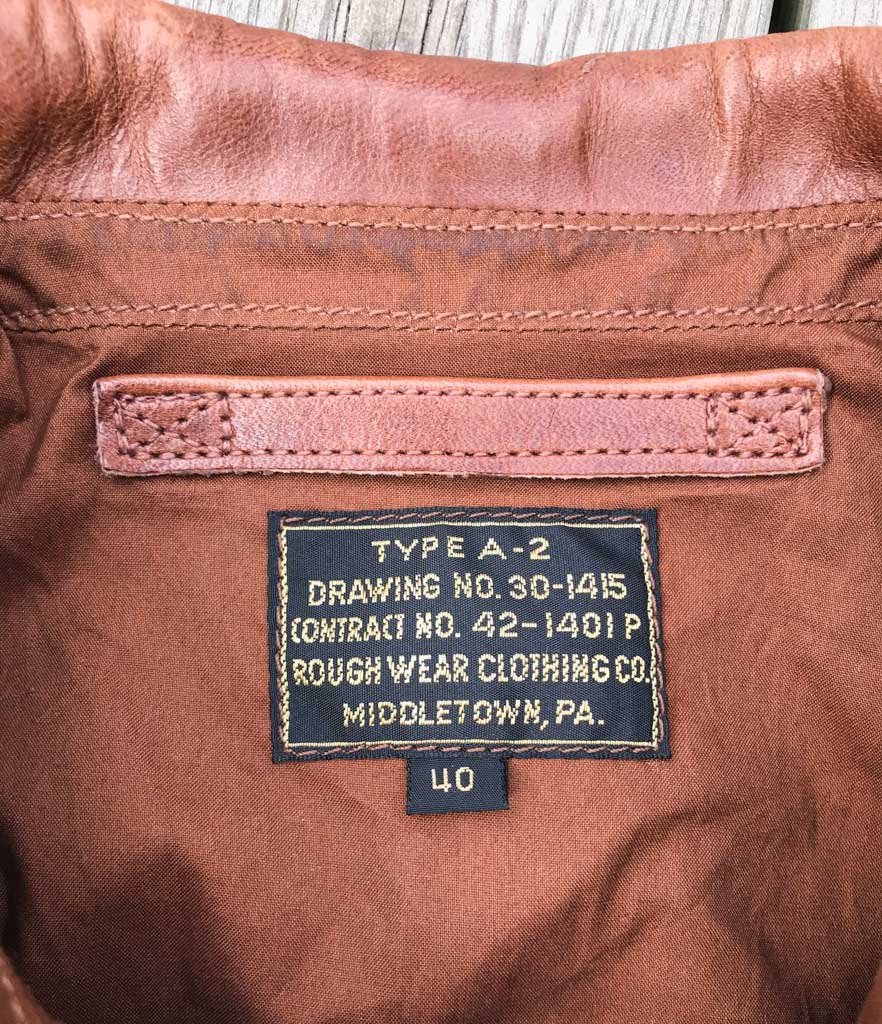 TYPE A-2
DRAWING NO. 30-1415
CONTRACT NO. 42-1401 P
ROUGH WEAR CLOTHING CO.
MIDDLETOWN, PA.
40